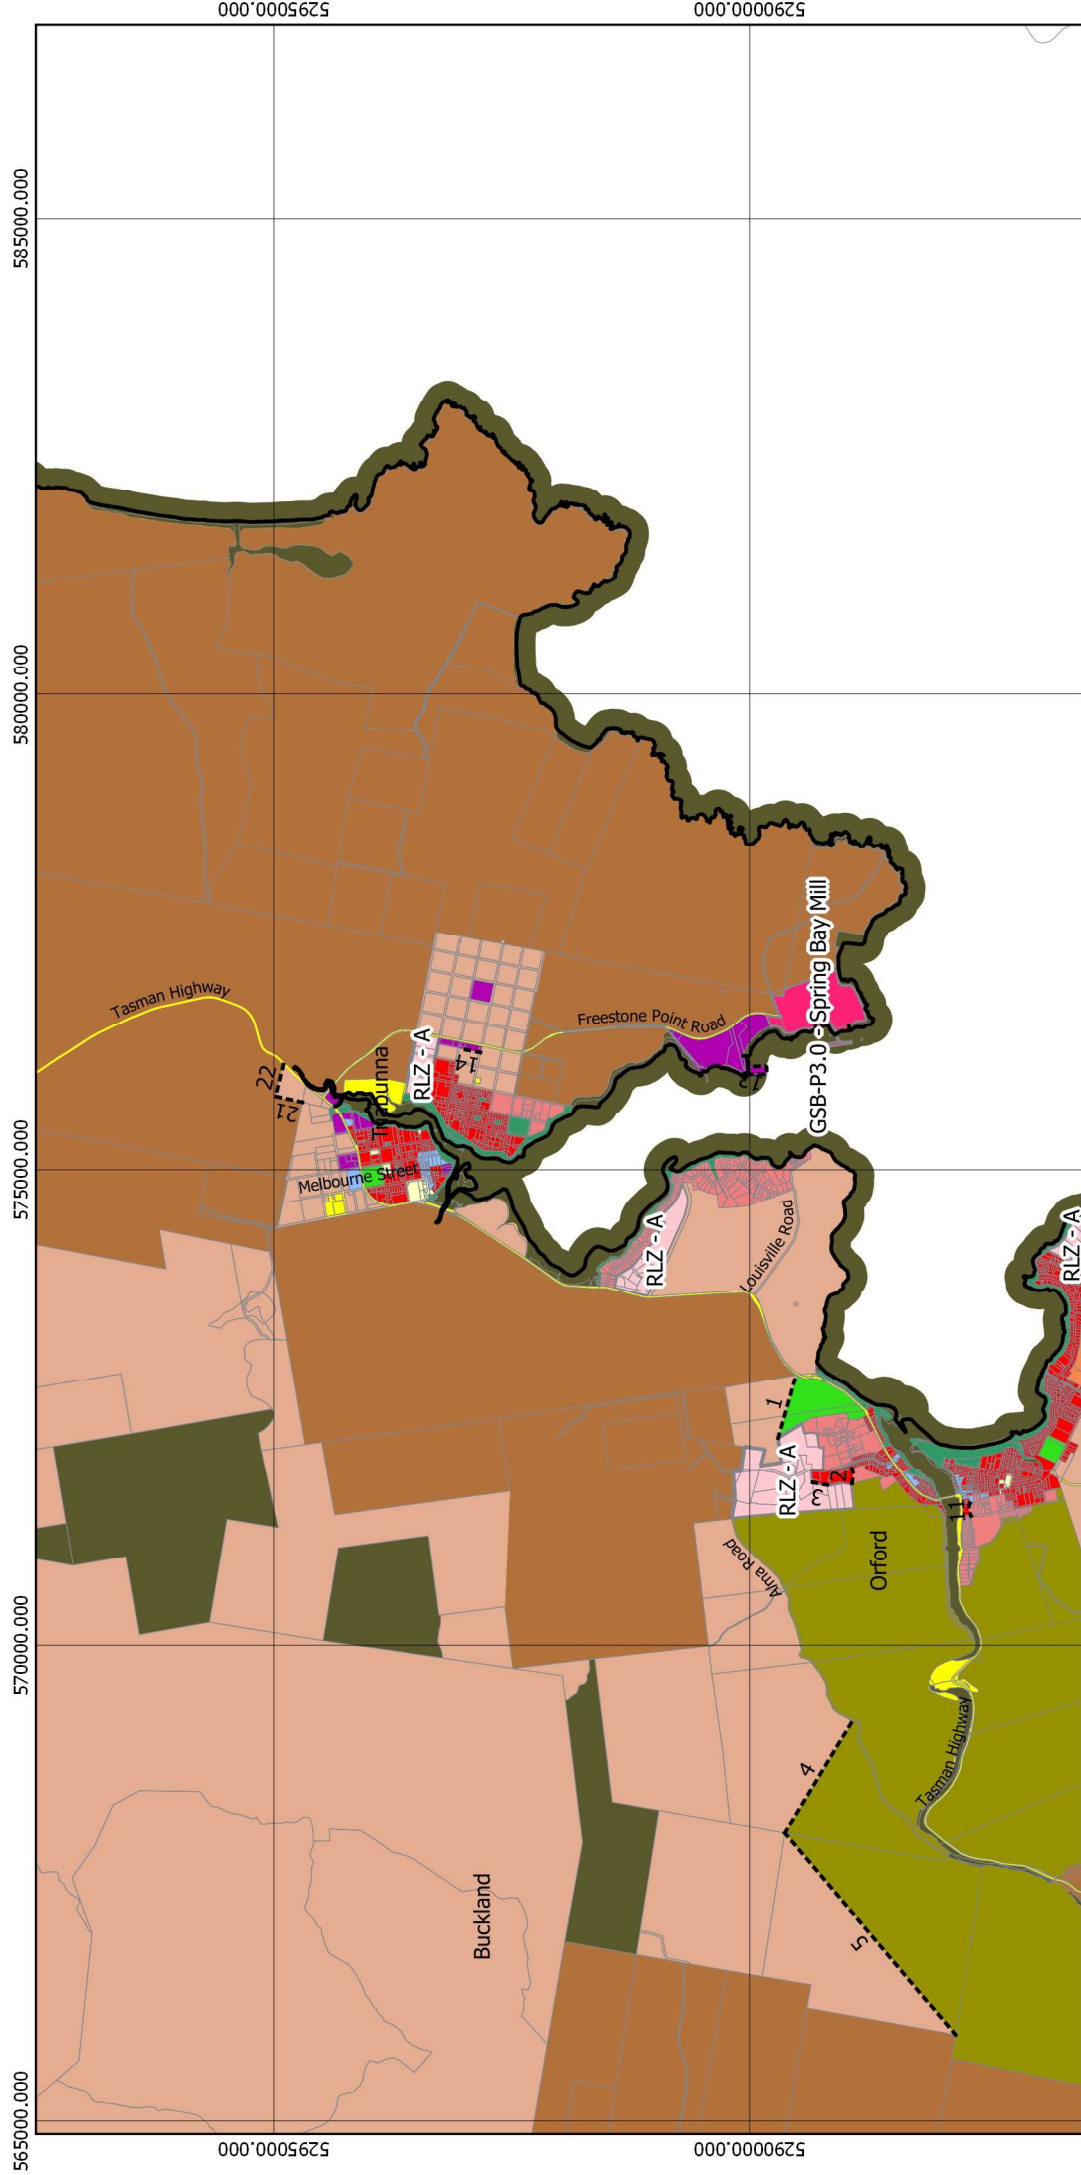 5295000.000
5290000.000
585000.000
580000.000
575000.000
570000.000
565000.000
5295000.000
5290000.000
Tasman Highway
22
21
Triabunna
Melbourne Street
RLZ - A
14
Freestone Point Road
GSB-P3.0 - Spring Bay Mill
RLZ - A
Louisville Road
RLZ - A
1
RLZ - A
2
3
11
Alma Road
Orford
4
Tasman Highway
5
Buckland